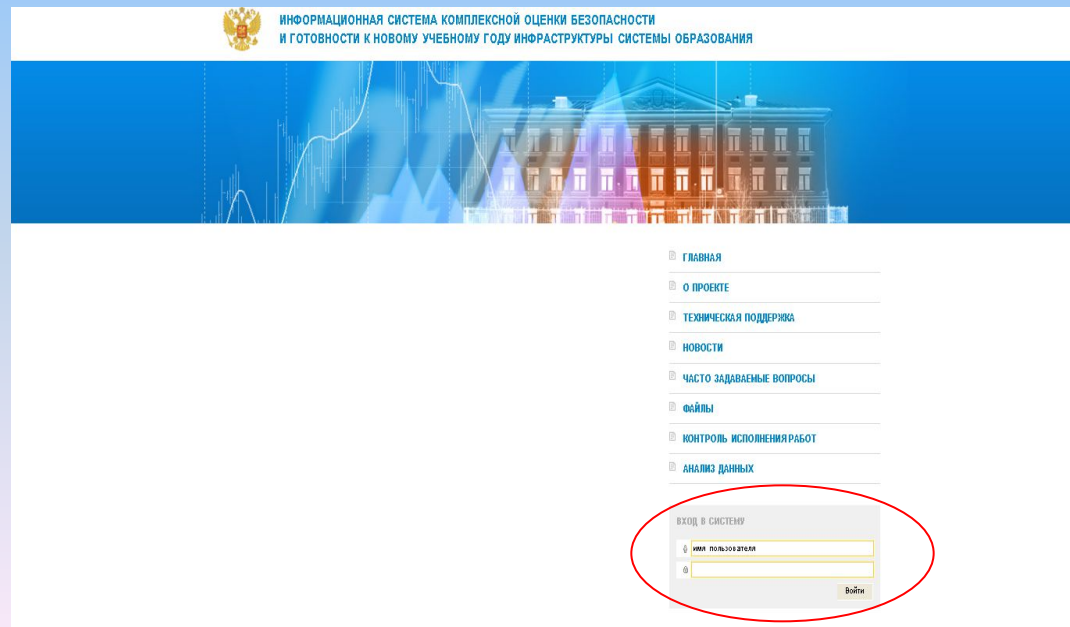 ИНФОРМАЦИОННАЯ СИСТЕМА КОМПЛЕКСНОЙ ОЦЕНКИ БЕЗОПАСНОСТИ
И ГОТОВНОСТИ К НОВОМУ УЧЕБНОМУ ГОДУ ИНФРАСТРУКТУРЫ СИСТЕМЫ ОБРАЗОВАНИЯ
ГЛАВНАЯ
О ПРОЕКТЕ
ТЕХНИЧЕСКАЯ ПОДДЕРЖКА
НОВОСТИ
ЧАСТО ЗАДАВАЕМЫЕ ВОПРОСЫ
ФАЙЛЫ
КОНТРОЛЬ ИСПОЛНЕНИЯ РАБОТ
АНАЛИЗ ДАННЫХ
ВХОД В СИСТЕМУ
имя пользователя
Войти